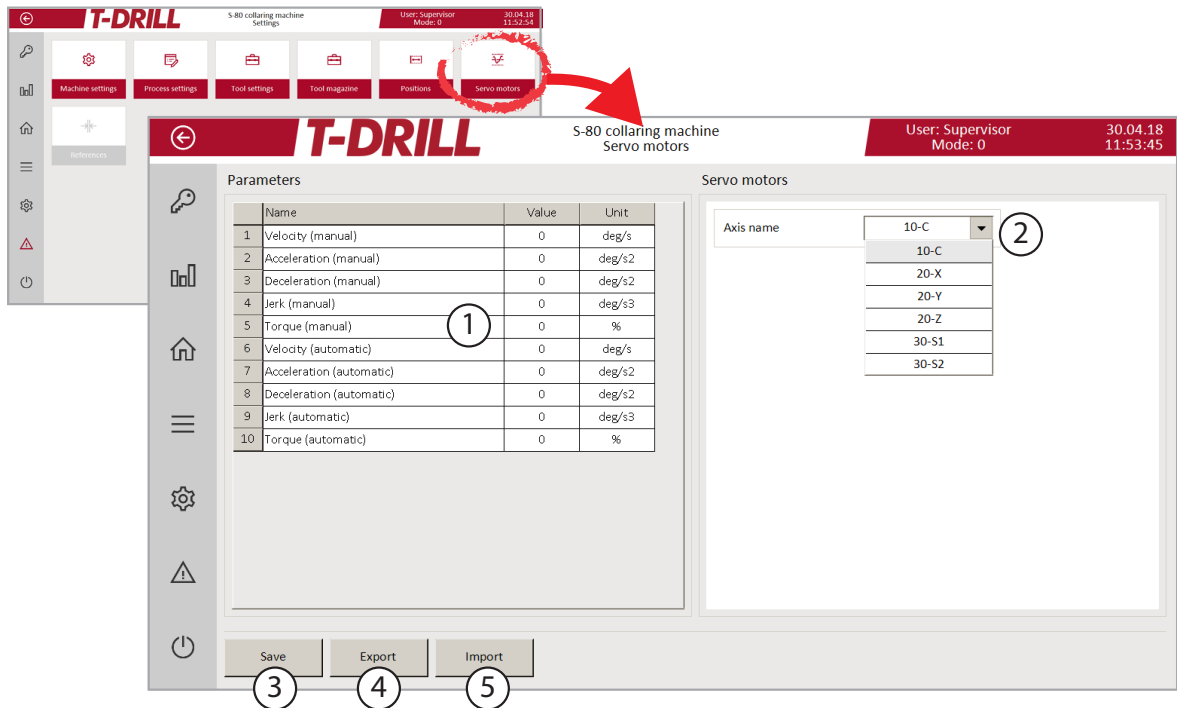 T-DRILL
S-80 collaring machine
Settings
User: Supervisor
Mode: 0
30.04.18
11:52:54
Machine settings
Process settings
Tool settings
Tool magazine
Positions
Servo motors
References
T-DRILL
S-80 collaring machine
Servo motors
User: Supervisor
Mode: 0
30.04.18
11:53:45
Parameters
Name Value Unit
1 Velocity (manual) 0 deg/s
2 Acceleration (manual) 0 deg/s2
3 Deceleration (manual) 0 deg/s2
4 Jerk (manual) 0 deg/s3
5 Torque (manual) 0 %
6 Velocity (automatic) 0 deg/s
7 Acceleration (automatic) 0 deg/s2
8 Deceleration (automatic) 0 deg/s2
9 Jerk (automatic) 0 deg/s3
10 Torque (automatic) 0 %
1
Servo motors
Axis name 10-C
2
10-C
20-X
20-Y
20-Z
30-S1
30-S2
Save Export Import
3 4 5